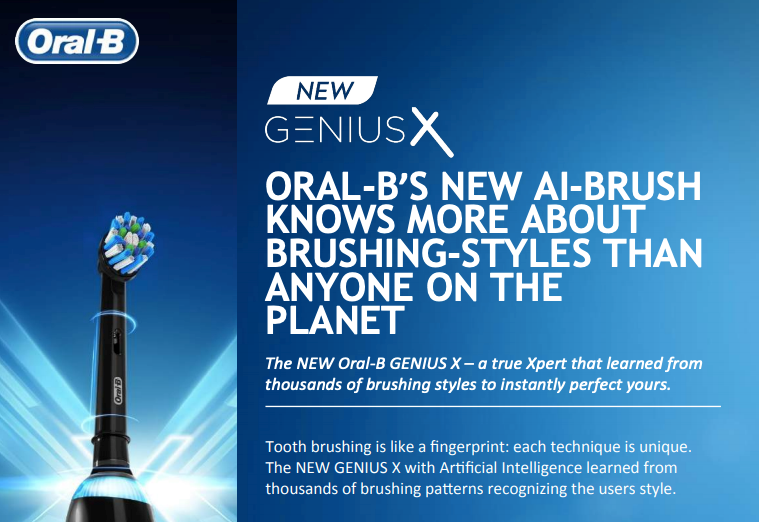 Oral-B
NEW
GENIUS X
ORAL-B’S NEW AI-BRUSH
KNOWS MORE ABOUT
BRUSHING-STYLES THAN
ANYONE ON THE
PLANET
The NEW Oral-B GENIUS X – a true Xpert that learned from
thousands of brushing styles to instantly perfect yours.
Tooth brushing is like a fingerprint: each technique is unique.
The NEW GENIUS X with Artificial Intelligence learned from
thousands of brushing patterns recognizing the users style.
Oral-B